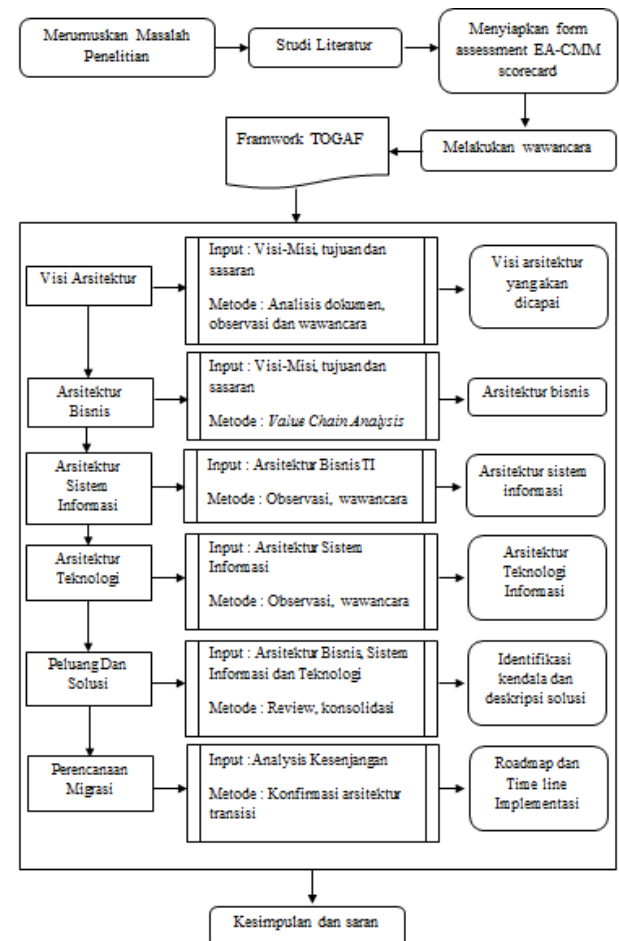 Merumuskan Masalah
Penelitian
Studi Literatur
Menyiapkan form
assessment EA-CMM
scorecard
Framwork TOGAF
Melakukan wawancara
Visi Arsitektur
Input : Visi-Misi, tujuan dan
sasaran
Metode : Analisis dokumen,
observasi dan wawancara
Visi arsitektur
yang akan
dicapai
Arsitektur
Bisnis
Input : Visi-Misi, tujuan dan
sasaran
Metode : Value Chain Analysis
Arsitektur bisnis
Arsitektur
Sistem
Informasi
Input : Arsitektur Bisnis TI
Metode : Observasi, wawancara
Arsitektur sistem
informasi
Arsitektur
Teknologi
Input : Arsitektur Sistem
Informasi
Metode : Observasi, wawancara
Arsitektur
Teknologi
Informasi
Peluang Dan
Solusi
Input : Arsitektur Bisnis, Sistem
Informasi dan Teknologi
Metode : Review, konsolidasi
Identifikasi
kendala dan
deskripsi solusi
Perencanaan
Migrasi
Input :Analysis Kesenjangan
Metode : Konfirmasi arsitektur
transisi
Roadmap dan
Time line
Implementasi
Kesimpulan dan saran